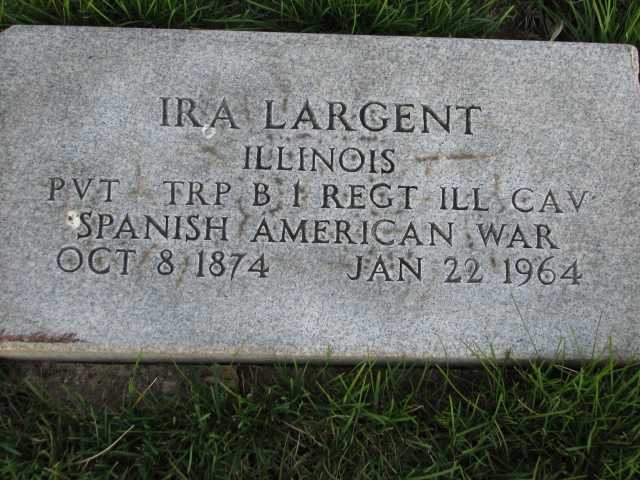 IRA LARGENT
ILLINOIS
PVT TRP B 1 REGT ILL CAV
SPANISH AMERICAN WAR
OCT 8 1874 JAN 22 1964